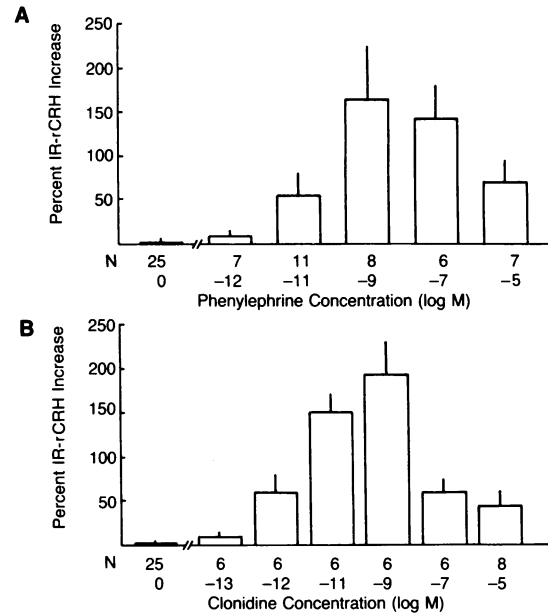 A
Percent IR-rCRH Increase
250
200
150
100
50
N 25 7 11 8 6 7
0 −12 −11 −9 −7 −5
Phenylephrine Concentration (log M)
B
Percent IR-rCRH Increase
250
200
150
100
50
N 25 6 6 6 6 6 8
0 −13 −12 −11 −9 −7 −5
Clonidine Concentration (log M)